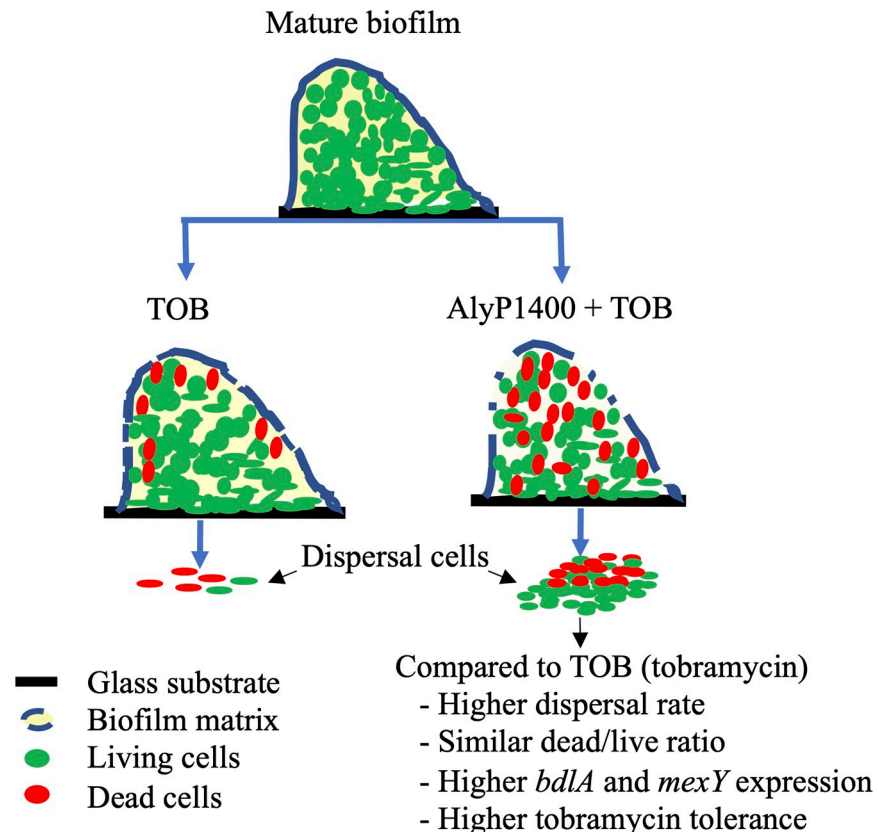 Mature biofilm
TOB
AlyP1400 + TOB
Dispersal cells
Glass substrate
Biofilm matrix
Living cells
Dead cells
Compared to TOB (tobramycin)
- Higher dispersal rate
- Similar dead/live ratio
- Higher bdlA and mexY expression
- Higher tobramycin tolerance